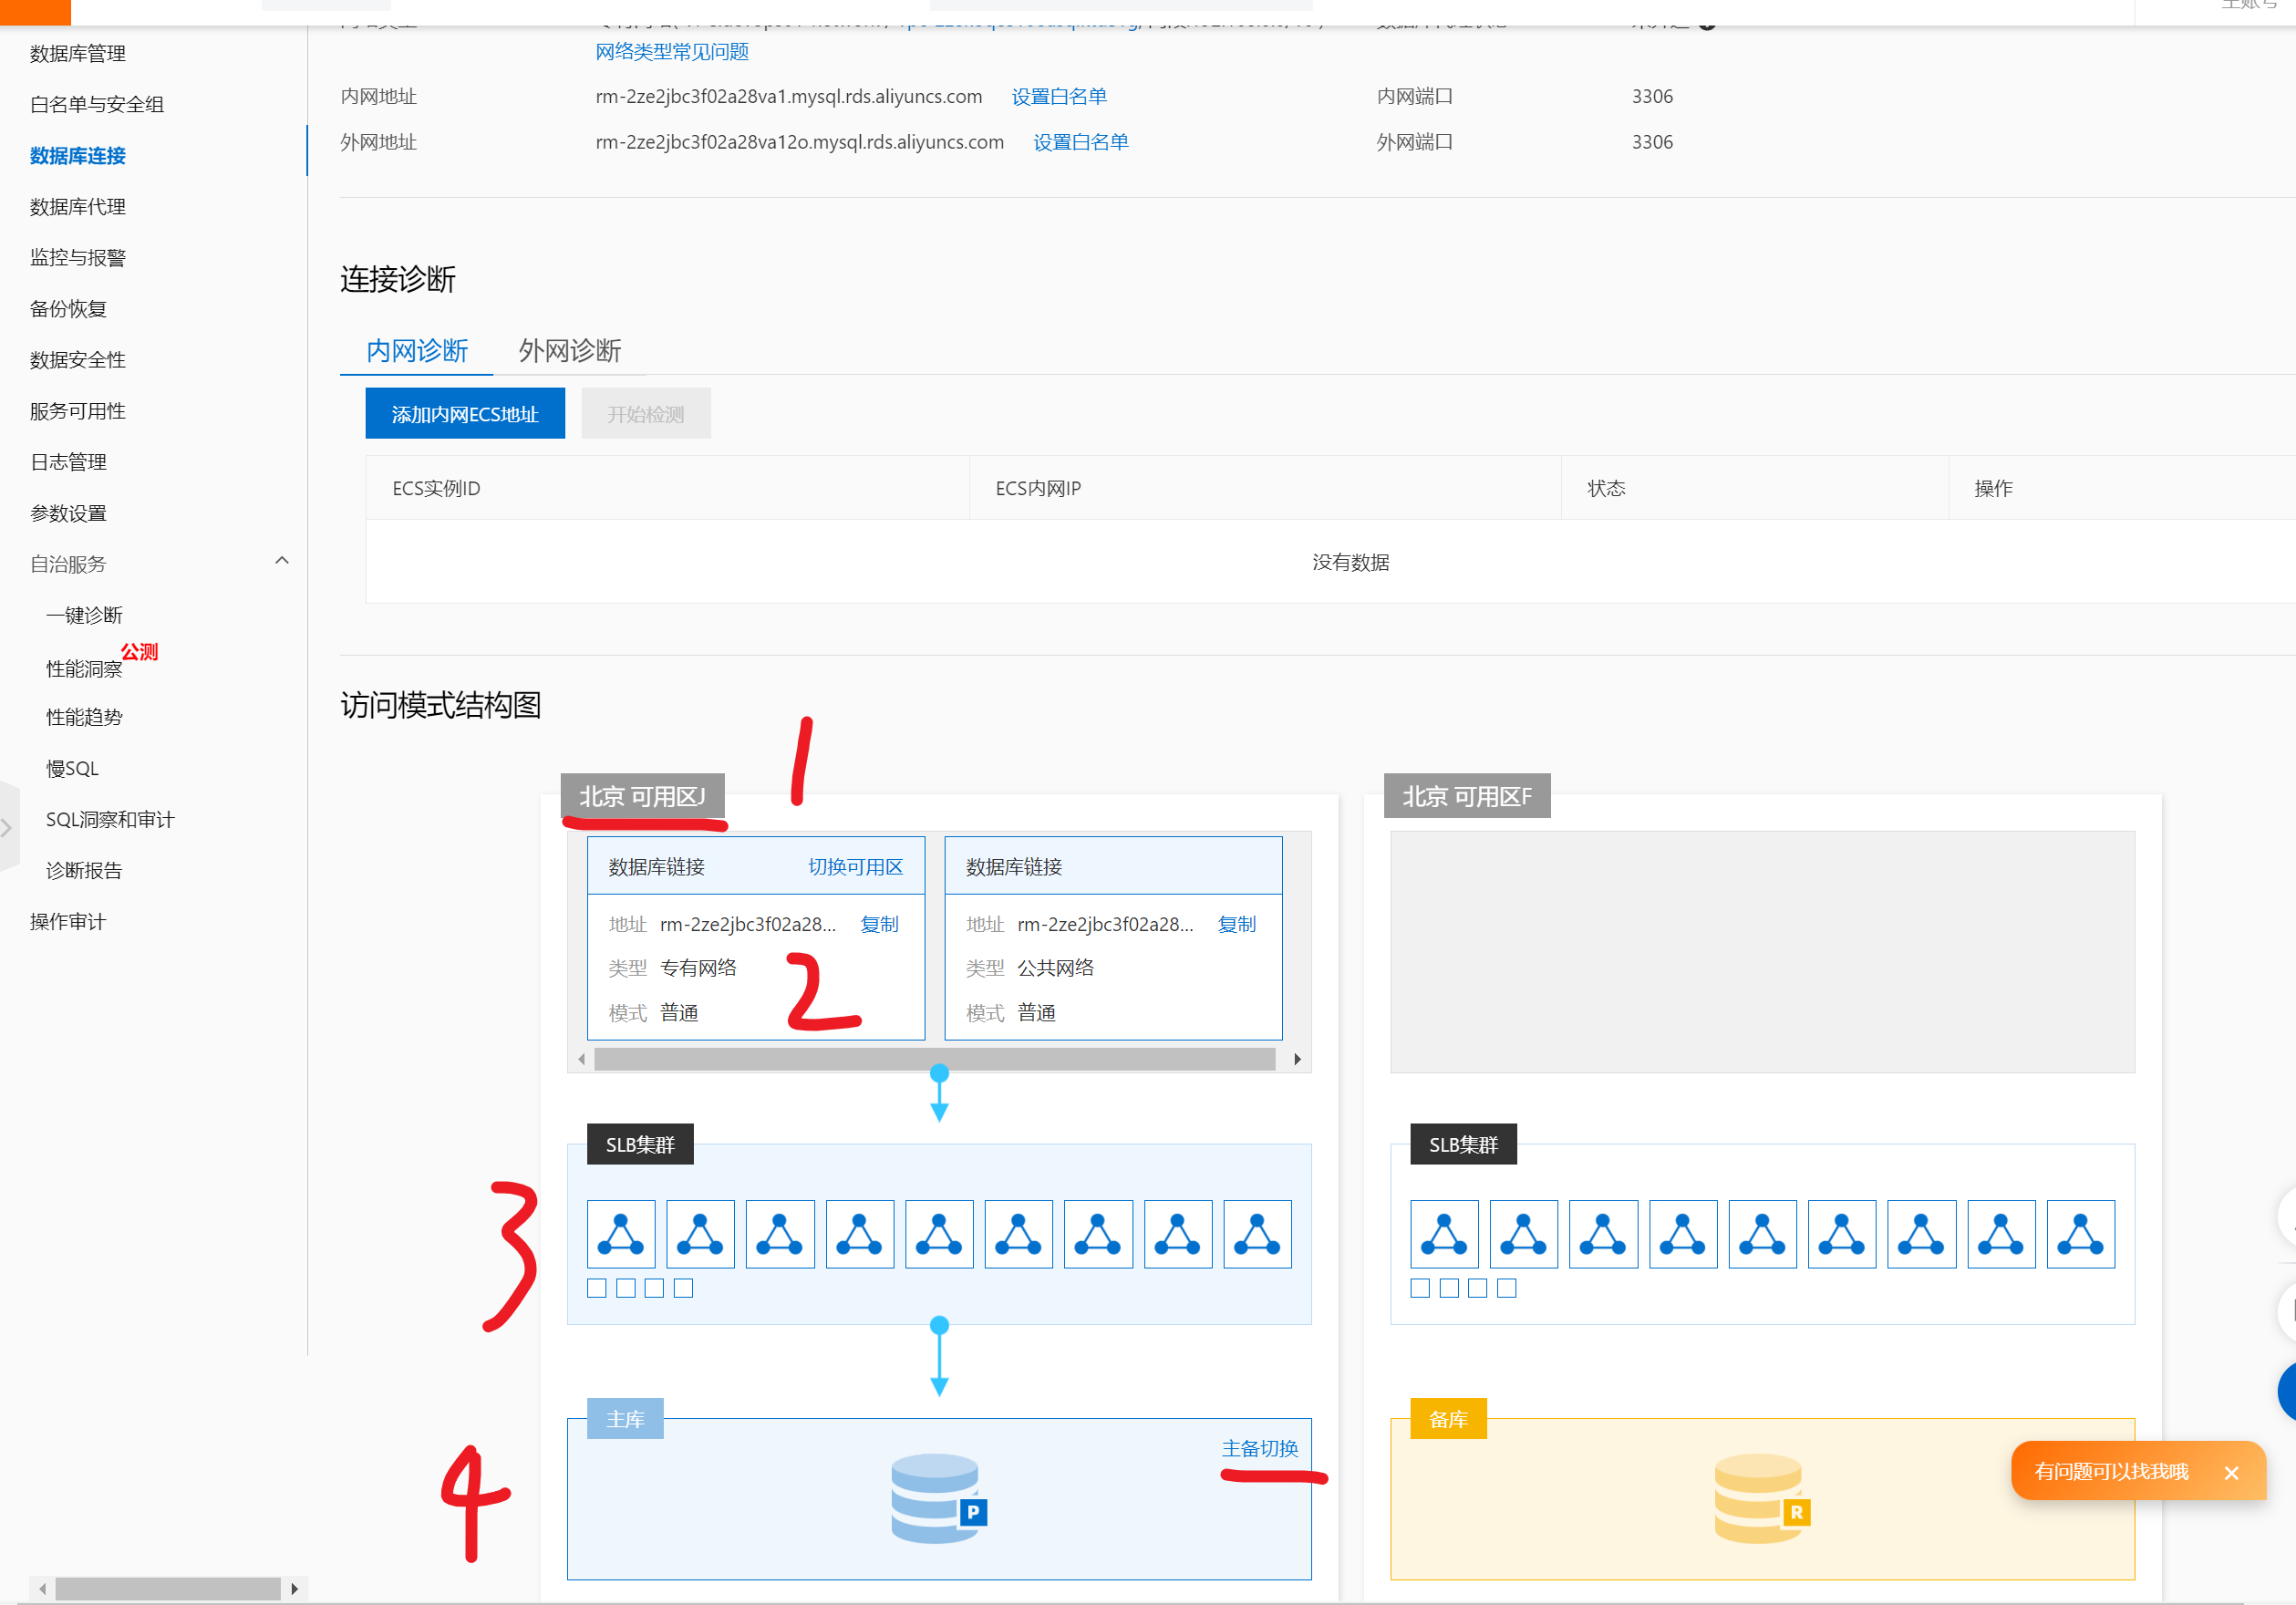 数据库管理
白名单与安全组
数据库连接
数据库代理
监控与报警
备份恢复
数据安全性
服务可用性
日志管理
参数设置
自治服务
一键诊断
性能洞察 公测
性能趋势
慢SQL
SQL洞察和审计
诊断报告
操作审计
网络类型常见问题
内网地址 rm-2ze2jbc3f02a28va1.mysql.rds.aliyuncs.com 设置白名单 内网端口 3306
外网地址 rm-2ze2jbc3f02a28va12o.mysql.rds.aliyuncs.com 设置白名单 外网端口 3306
连接诊断
内网诊断 外网诊断
添加内网ECS地址 开始检测
ECS实例ID ECS内网IP 状态 操作
没有数据
访问模式结构图
1
北京 可用区J
数据库链接 切换可用区
地址 rm-2ze2jbc3f02a28... 复制
类型 专有网络
模式 普通
2
数据库链接
地址 rm-2ze2jbc3f02a28... 复制
类型 公共网络
模式 普通
SLB集群
3
主库
主备切换
P
4
北京 可用区F
SLB集群
备库
R
有问题可以找我哦 ×